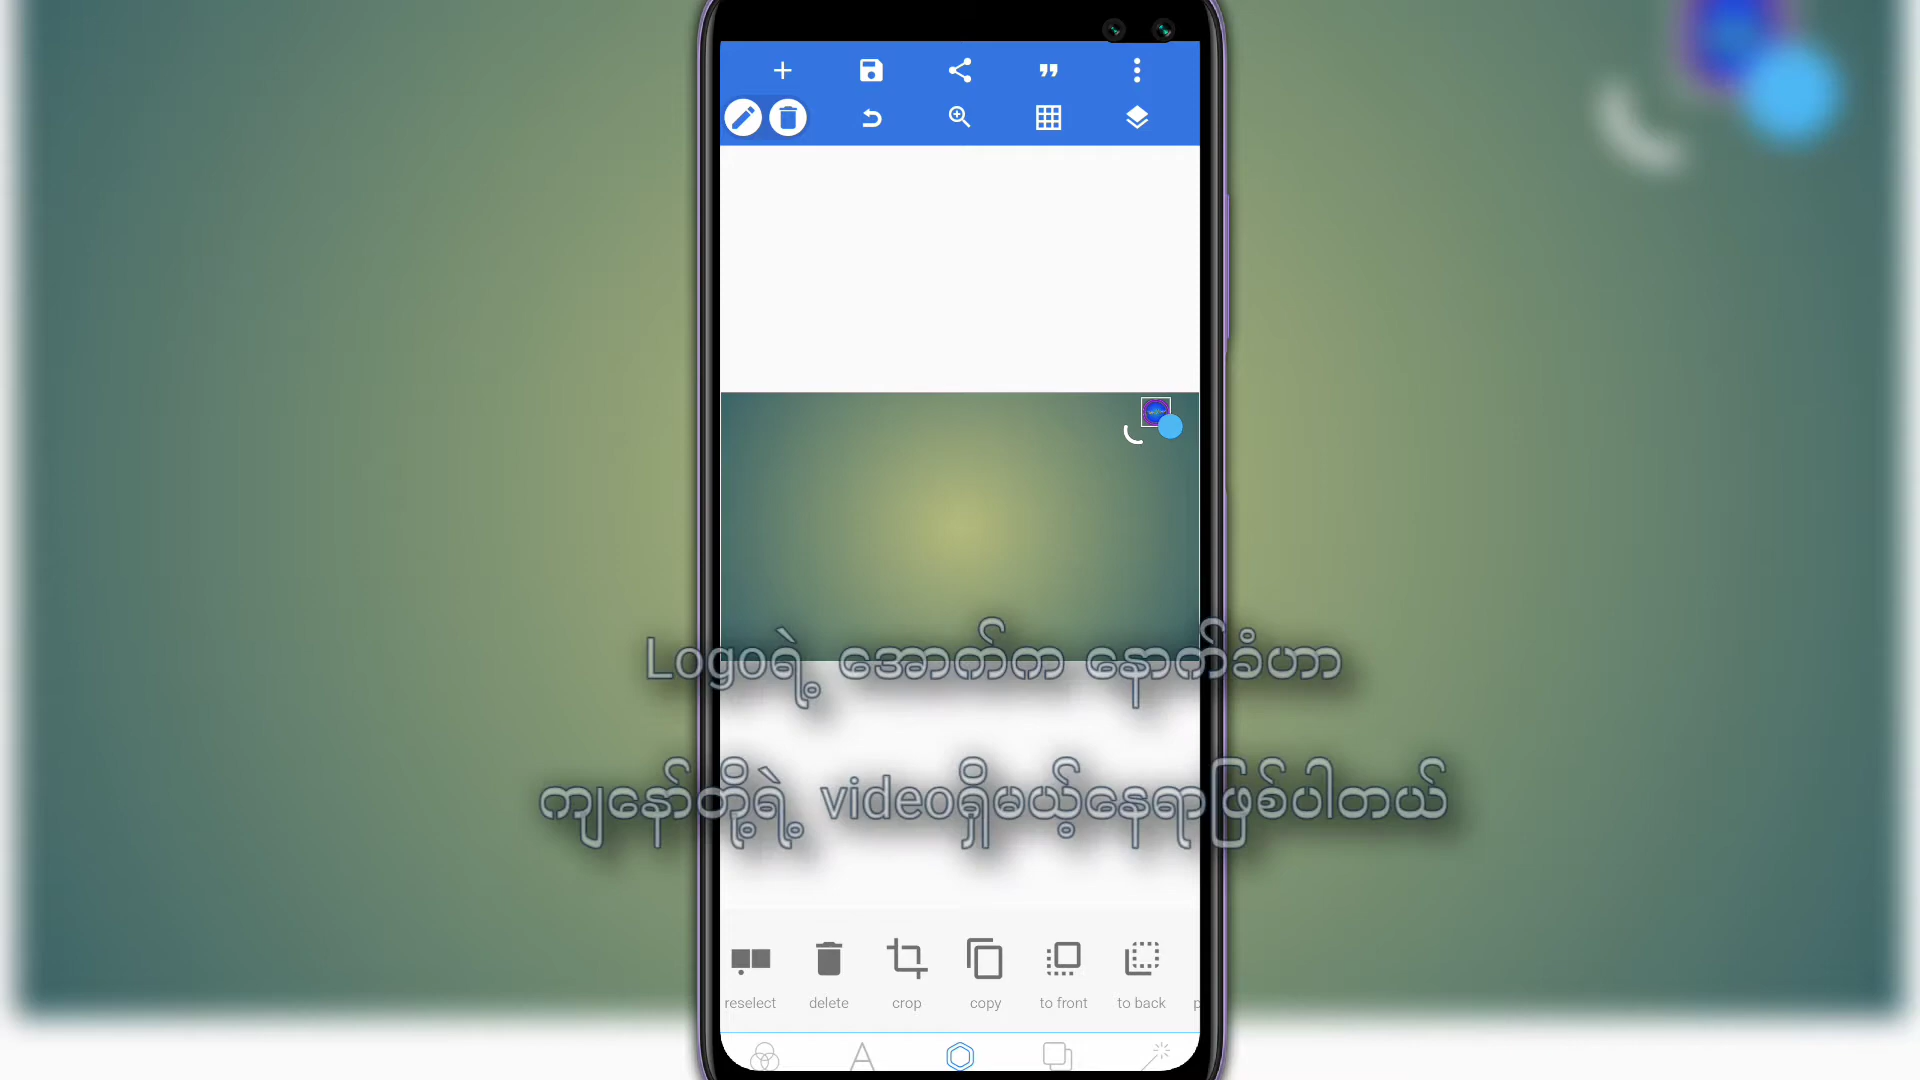 Logoရဲ့ အောက်က နောက်ခံဟာ
ကျနော်တို့ရဲ့ videoရှိမယ့်နေရာဖြစ်ပါတယ်
reselect delete crop copy to front to back p